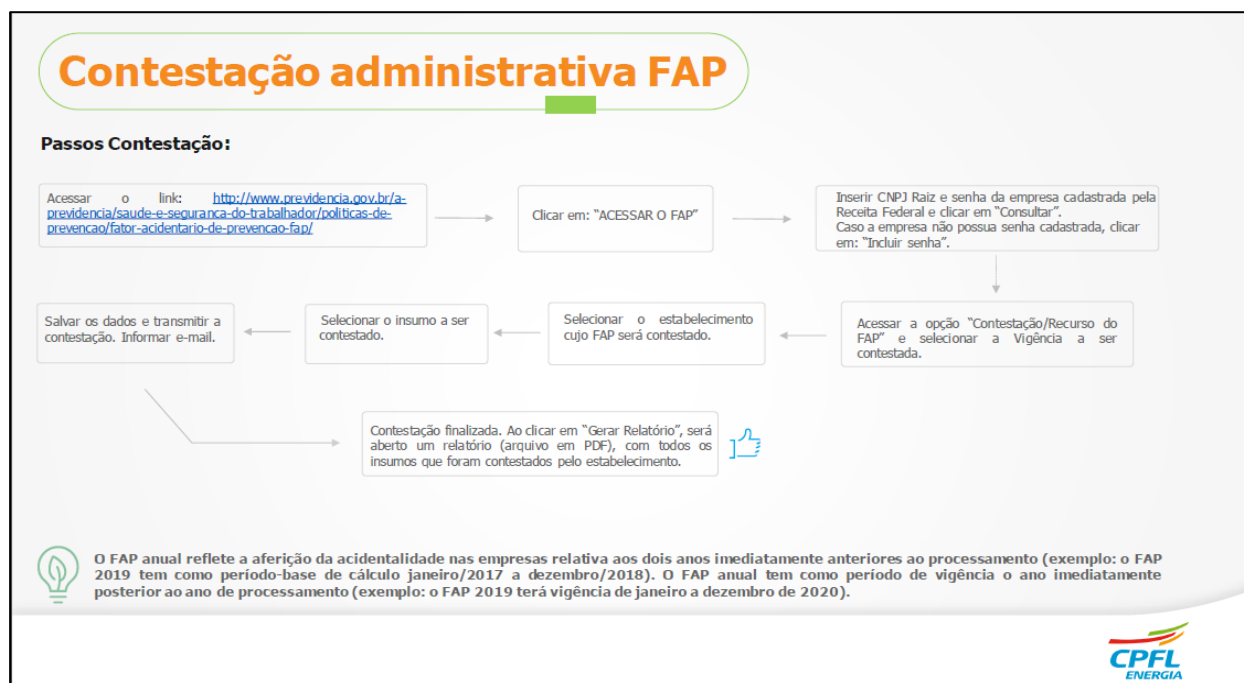 Contestação administrativa FAP
Passos Contestação:
Acessar o link: http://www.previdencia.gov.br/a-
previdencia/saude-e-seguranca-do-trabalhador/politicas-de-
prevencao/fator-acidentario-de-prevencao-fap/
Clicar em: “ACESSAR O FAP”
Inserir CNPJ Raiz e senha da empresa cadastrada pela
Receita Federal e clicar em “Consultar”.
Caso a empresa não possua senha cadastrada, clicar
em: “Incluir senha”.
Acessar a opção “Contestação/Recurso do
FAP” e selecionar a Vigência a ser
contestada.
Selecionar o estabelecimento
cujo FAP será contestado.
Selecionar o insumo a ser
contestado.
Salvar os dados e transmitir a
contestação. Informar e-mail.
Contestação finalizada. Ao clicar em “Gerar Relatório”, será
aberto um relatório (arquivo em PDF), com todos os
insumos que foram contestados pelo estabelecimento.
O FAP anual reflete a aferição da acidentalidade nas empresas relativa aos dois anos imediatamente anteriores ao processamento (exemplo: o FAP
2019 tem como período-base de cálculo janeiro/2017 a dezembro/2018). O FAP anual tem como período de vigência o ano imediatamente
posterior ao ano de processamento (exemplo: o FAP 2019 terá vigência de janeiro a dezembro de 2020).
CPFL
ENERGIA